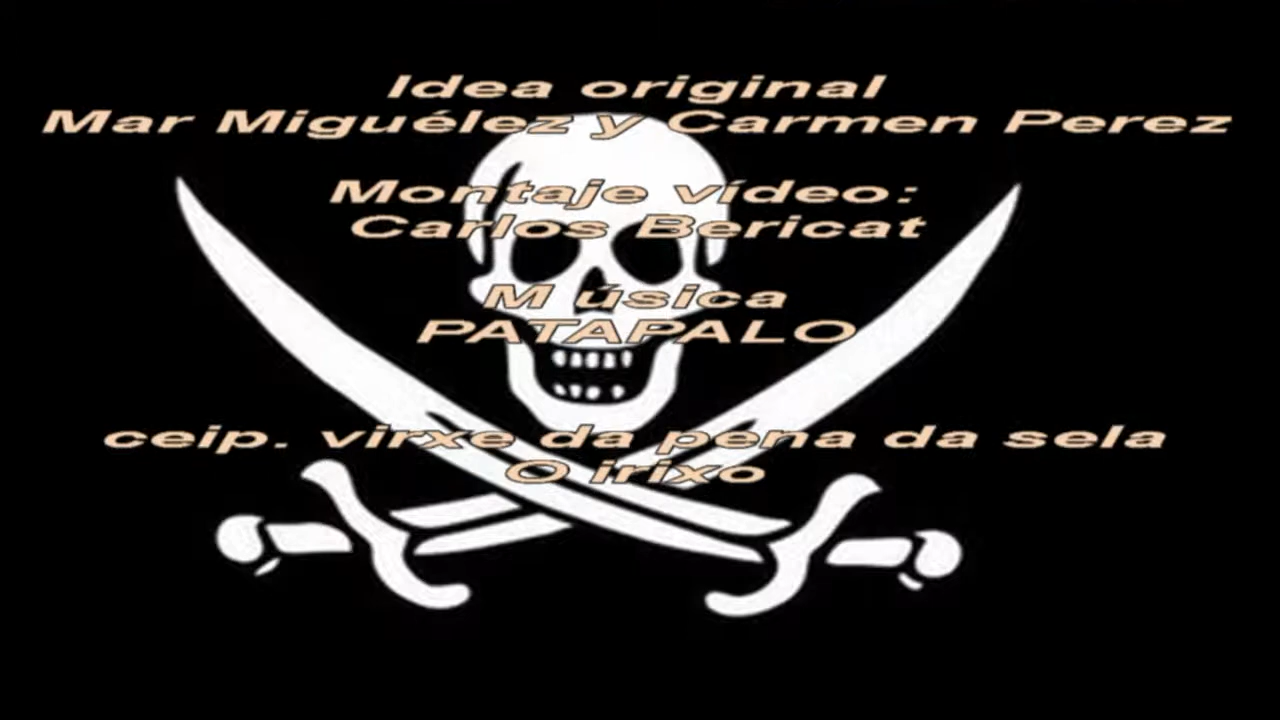 Idea original
Mar Miguélez y Carmen Perez
Montaje vídeo:
Carlos Bericat
M úsica
PATAPALO
ceip. virxe da pena da sela
O irixo